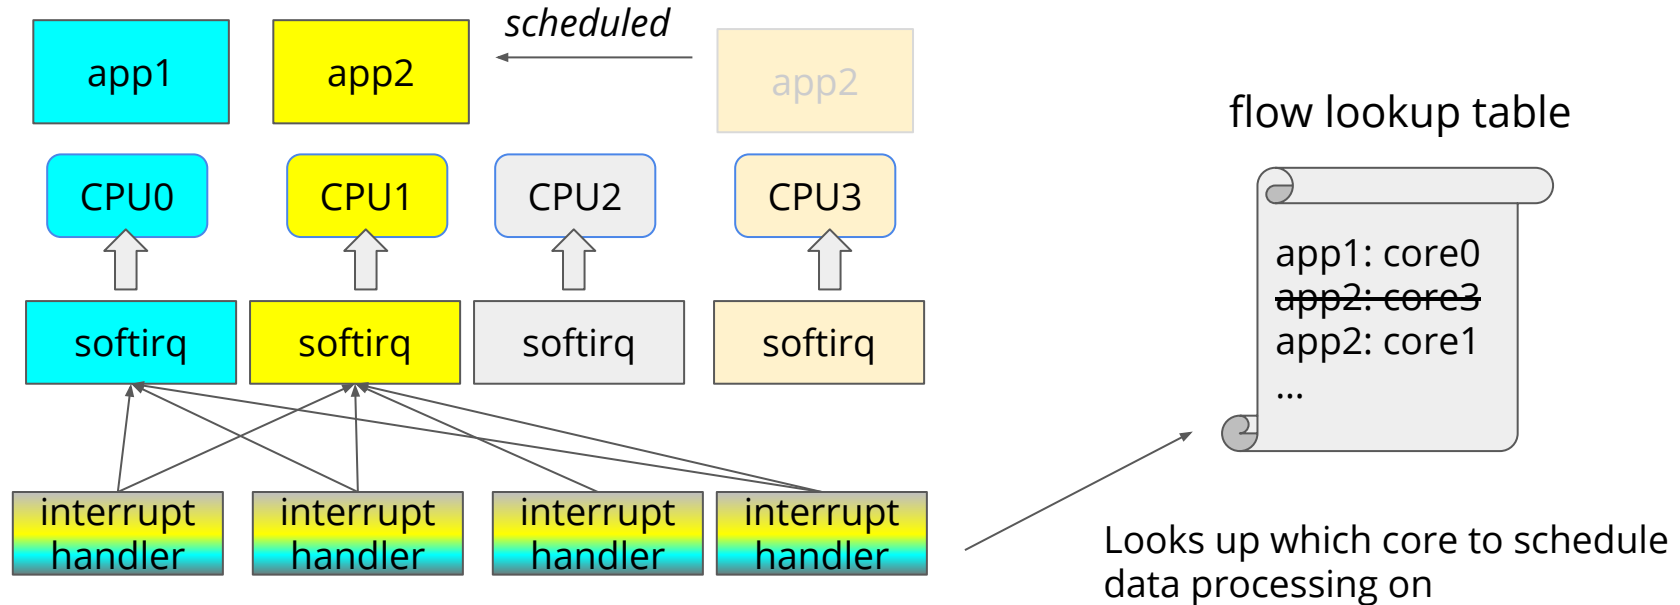 scheduled
app1
app2
app2
CPU0
CPU1
CPU2
CPU3
softirq
softirq
softirq
softirq
interrupt
handler
interrupt
handler
interrupt
handler
interrupt
handler
flow lookup table
app1: core0
app2: core3
app2: core1
...
Looks up which core to schedule
data processing on